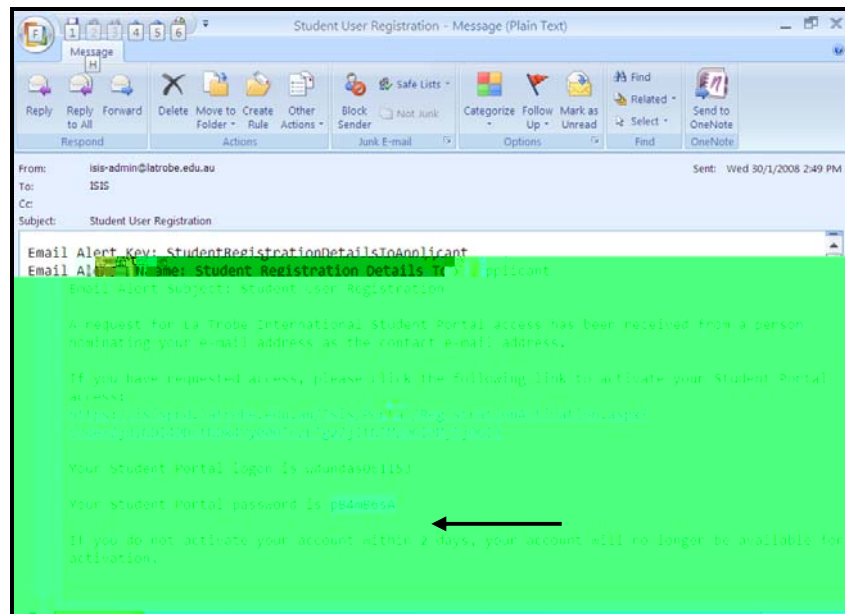 1 2 3 4 5 6
Student User Registration - Message (Plain Text)
F
Message
H
Reply
Reply to All
Forward
Respond
Delete
Move to Folder
Create Rule
Other Actions
Actions
Block Sender
Safe Lists
Not Junk
Junk E-mail
Categorize
Follow Up
Mark as Unread
Options
Find
Related
Select
Find
Send to OneNote
OneNote
From: isis-admin@latrobe.edu.au
Sent: Wed 30/1/2008 2:49 PM
To: ISIS
Cc:
Subject: Student User Registration
Email Alert Key: StudentRegistrationDetailsToApplicant
Email Name: Student Registration Details To Applicant
Email Alert Subject: Student User Registration
A request for La Trobe International Student Portal access has been received from a person
nominating your e-mail address as the contact e-mail address.
If you have requested access, please click the following link to activate your Student Portal
access:
Your Student Portal logon is
Your Student Portal password is
If you do not activate your account within 2 days, your account will no longer be available for
activation.